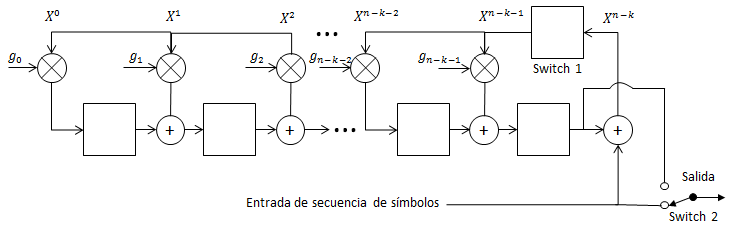 X⁰ X¹ X² ... Xⁿ⁻ᵏ⁻² Xⁿ⁻ᵏ⁻¹ Xⁿ⁻ᵏ
g₀ g₁ g₂ gₙ₋ₖ₋₂ gₙ₋ₖ₋₁
Switch 1
+ + ... + +
Salida
Entrada de secuencia de símbolos
Switch 2